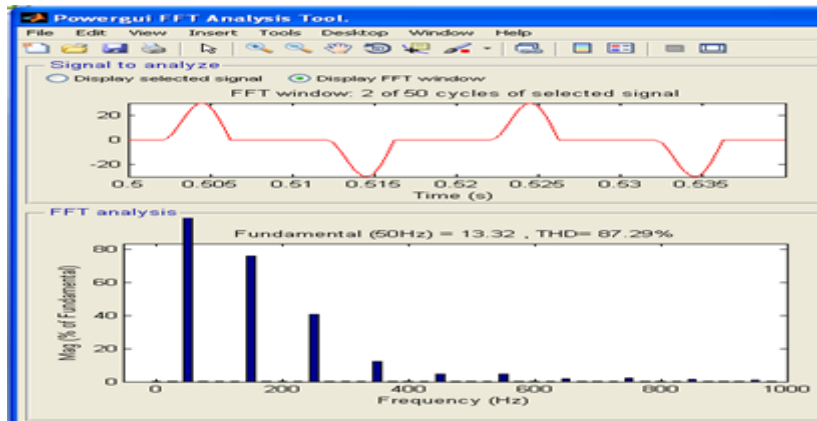 Powergui FFT Analysis Tool.
File Edit View Insert Tools Desktop Window Help
Signal to analyze
Display selected signal Display FFT window
FFT window: 2 of 50 cycles of selected signal
20
0
-20
0.5 0.505 0.51 0.515 0.52 0.525 0.53 0.535
Time (s)
FFT analysis
Fundamental (50Hz) = 13.32 , THD= 87.29%
Mag (% of Fundamental)
80
60
40
20
0
0 200 400 600 800 1000
Frequency (Hz)